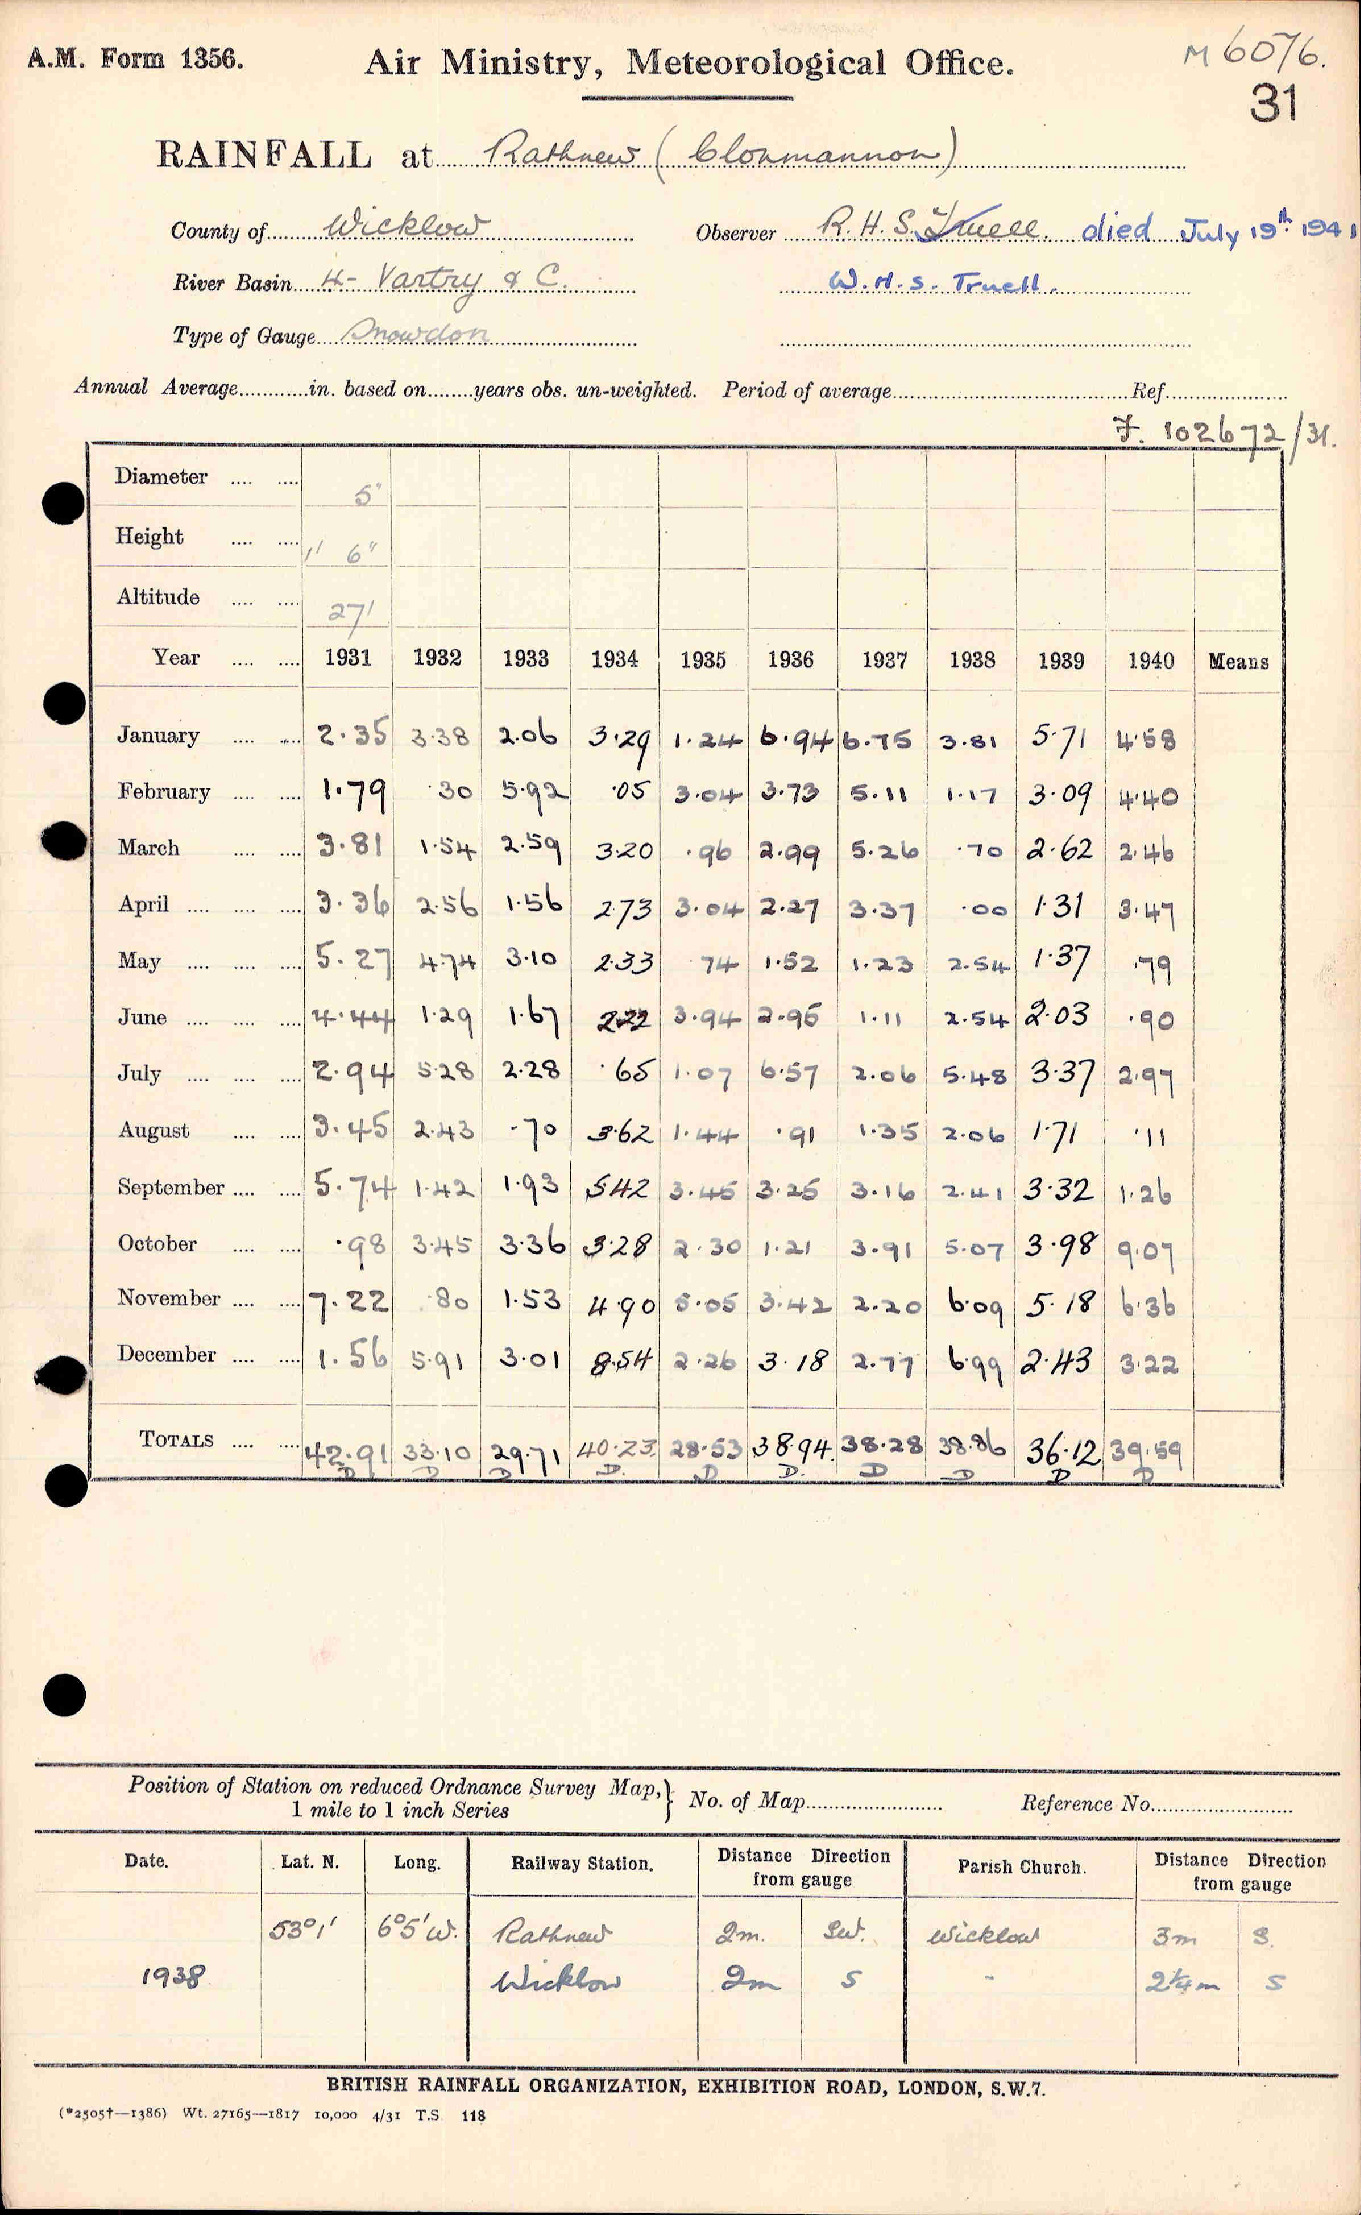 A.M. Form 1356. Air Ministry, Meteorological Office. M 6076.
31
RAINFALL at Rathnew (Clonmannon)
County of Wicklow Observer R. H. S. Truell. died July 19th 1941
River Basin 4- Vartry & C. W. H. S. Truell.
Type of Gauge Snowdon
Annual Average in. based on years obs. un-weighted. Period of average Ref.
F. 102672/31.
Diameter 5"
Height 1' 6"
Altitude 27'
Year 1931 1932 1933 1934 1935 1936 1937 1938 1939 1940 Means
January 2.35 3.38 2.06 3.29 1.24 6.94 6.75 3.81 5.71 4.58
February 1.79 .30 5.92 .05 3.04 3.73 5.11 1.17 3.09 4.40
March 3.81 1.54 2.59 3.20 .96 2.99 5.26 .70 2.62 2.46
April 3.36 2.56 1.56 2.73 3.04 2.27 3.37 .00 1.31 3.47
May 5.27 4.74 3.10 2.33 .74 1.52 1.23 2.54 1.37 .79
June 4.44 1.29 1.67 2.22 3.94 2.95 1.11 2.54 2.03 .90
July 2.94 5.28 2.28 .65 1.07 6.57 2.06 5.48 3.37 2.97
August 3.45 2.43 .70 3.62 1.44 .91 1.35 2.06 1.71 .11
September 5.74 1.42 1.93 5.42 3.45 3.25 3.16 2.41 3.32 1.26
October .98 3.45 3.36 3.28 2.30 1.21 3.91 5.07 3.98 9.07
November 7.22 .80 1.53 4.90 5.05 3.42 2.20 6.09 5.18 6.36
December 1.56 5.91 3.01 8.54 2.26 3.18 2.77 6.99 2.43 3.22
TOTALS 42.91 33.10 29.71 40.23 28.53 38.94 38.28 38.86 36.12 39.59
D D D D. D D. D D D D
Position of Station on reduced Ordnance Survey Map,} No. of Map Reference No.
1 mile to 1 inch Series
Date. Lat. N. Long. Railway Station. Distance Direction from gauge Parish Church. Distance Direction from gauge
53°1' 6°5'W. Rathnew 2m. SW. Wicklow 3m S.
1938 Wicklow 2m S - 2¼m S
BRITISH RAINFALL ORGANIZATION, EXHIBITION ROAD, LONDON, S.W.7.
(*2505†—1386) Wt. 27165—1817 10,000 4/31 T.S. 118